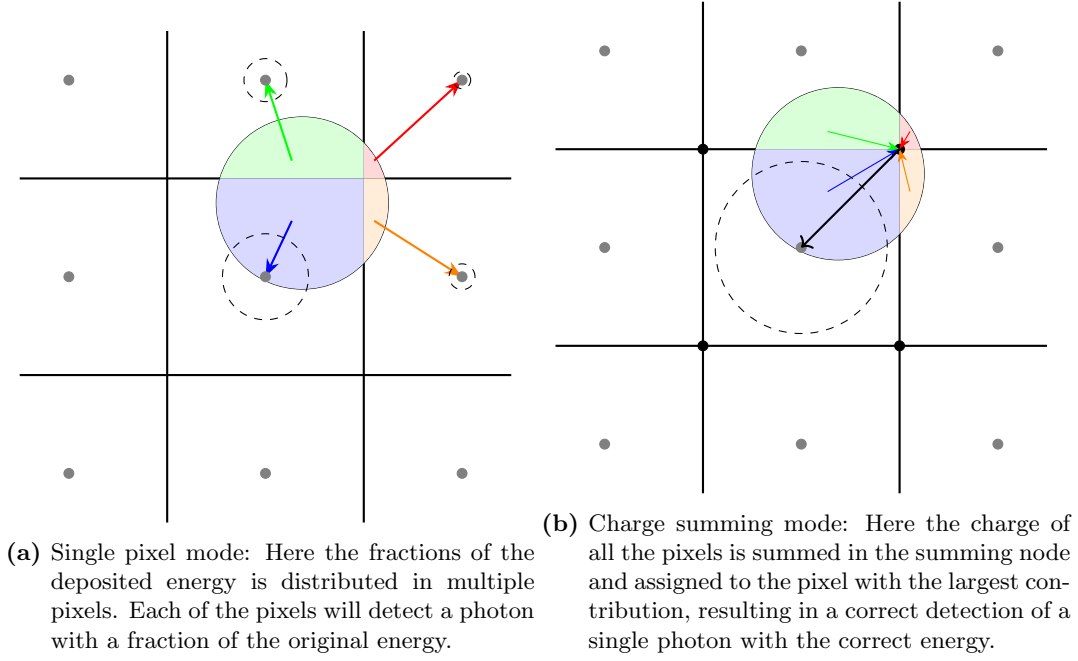 (a) Single pixel mode: Here the fractions of the
deposited energy is distributed in multiple
pixels. Each of the pixels will detect a photon
with a fraction of the original energy.
(b) Charge summing mode: Here the charge of
all the pixels is summed in the summing node
and assigned to the pixel with the largest con-
tribution, resulting in a correct detection of a
single photon with the correct energy.